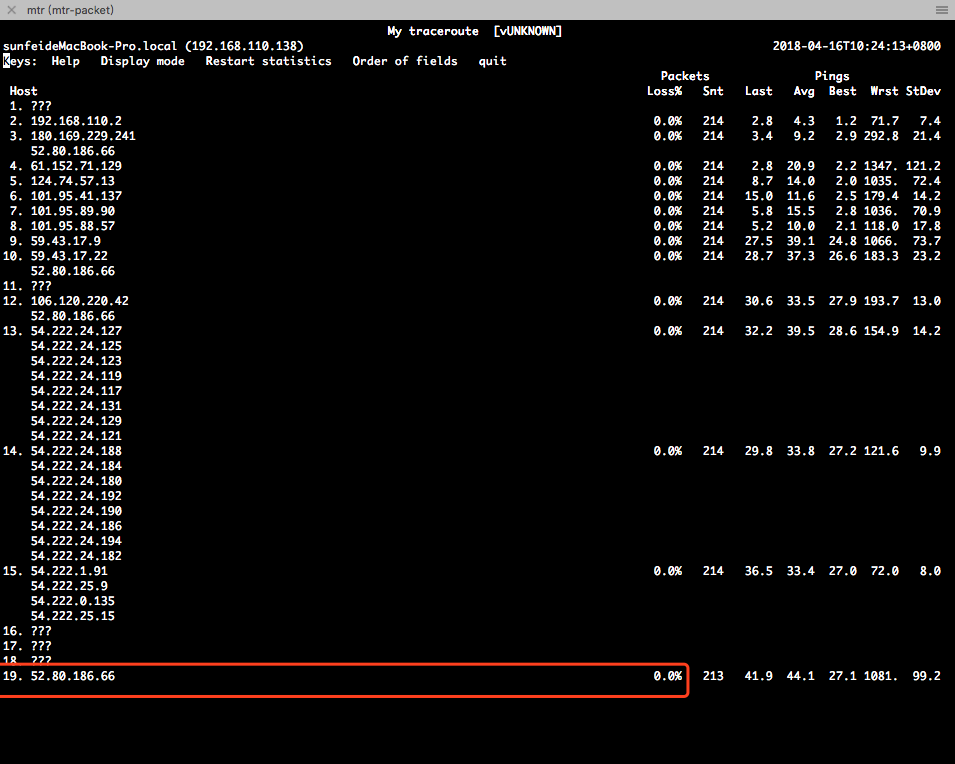 mtr (mtr-packet)
My traceroute [vUNKNOWN]
sunfeideMacBook-Pro.local (192.168.110.138) 2018-04-16T10:24:13+0800
Keys: Help Display mode Restart statistics Order of fields quit
Packets Pings
Host Loss% Snt Last Avg Best Wrst StDev
1. ???
2. 192.168.110.2 0.0% 214 2.8 4.3 1.2 71.7 7.4
3. 180.169.229.241 0.0% 214 3.4 9.2 2.9 292.8 21.4
52.80.186.66
4. 61.152.71.129 0.0% 214 2.8 20.9 2.2 1347. 121.2
5. 124.74.57.13 0.0% 214 8.7 14.0 2.0 1035. 72.4
6. 101.95.41.137 0.0% 214 15.0 11.6 2.5 179.4 14.2
7. 101.95.89.90 0.0% 214 5.8 15.5 2.8 1036. 70.9
8. 101.95.88.57 0.0% 214 5.2 10.0 2.1 118.0 17.8
9. 59.43.17.9 0.0% 214 27.5 39.1 24.8 1066. 73.7
10. 59.43.17.22 0.0% 214 28.7 37.3 26.6 183.3 23.2
52.80.186.66
11. ???
12. 106.120.220.42 0.0% 214 30.6 33.5 27.9 193.7 13.0
52.80.186.66
13. 54.222.24.127 0.0% 214 32.2 39.5 28.6 154.9 14.2
54.222.24.125
54.222.24.123
54.222.24.119
54.222.24.117
54.222.24.131
54.222.24.129
54.222.24.121
14. 54.222.24.188 0.0% 214 29.8 33.8 27.2 121.6 9.9
54.222.24.184
54.222.24.180
54.222.24.192
54.222.24.190
54.222.24.186
54.222.24.194
54.222.24.182
15. 54.222.1.91 0.0% 214 36.5 33.4 27.0 72.0 8.0
54.222.25.9
54.222.0.135
54.222.25.15
16. ???
17. ???
18. ???
19. 52.80.186.66 0.0% 213 41.9 44.1 27.1 1081. 99.2